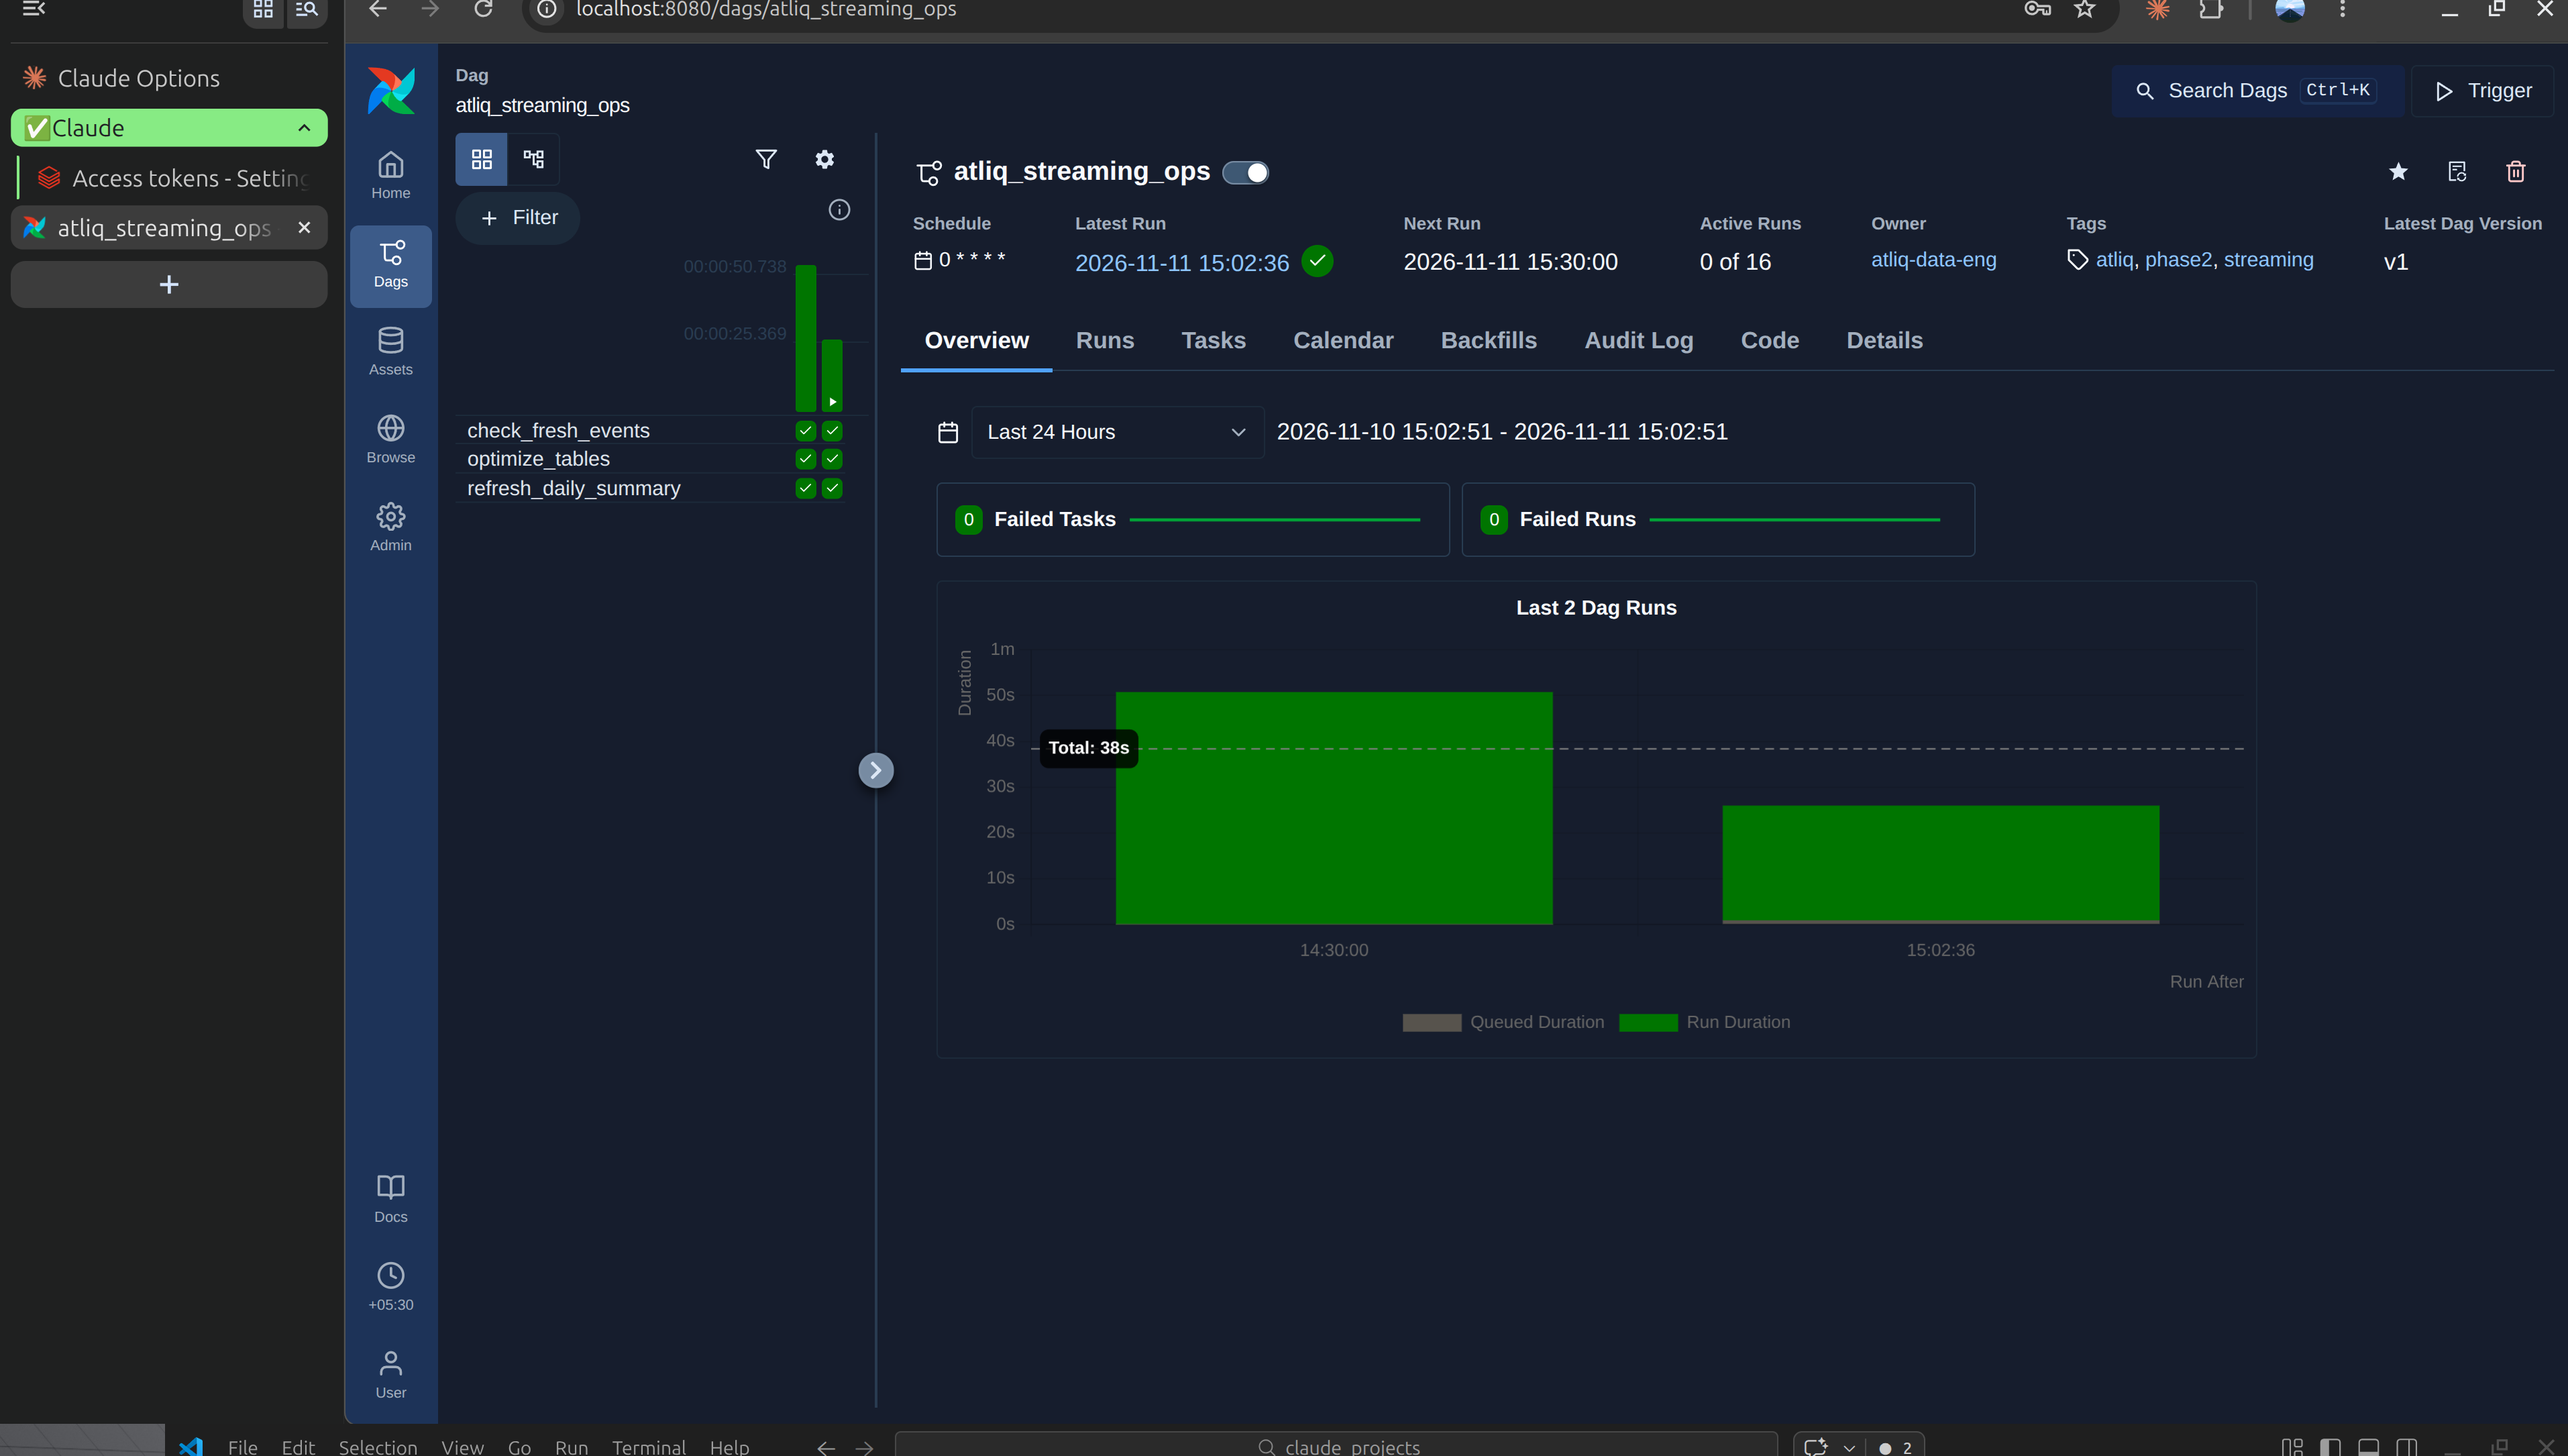 localhost:8080/dags/atliq_streaming_ops
Claude Options
✅Claude
Access tokens - Setting
atliq_streaming_ops
Home
Dags
Assets
Browse
Admin
Docs
+05:30
User
Dag
atliq_streaming_ops
Search Dags Ctrl+K
Trigger
Filter
00:00:50.738
00:00:25.369
check_fresh_events
optimize_tables
refresh_daily_summary
atliq_streaming_ops
Schedule Latest Run Next Run Active Runs Owner Tags Latest Dag Version
0 * * * * 2026-11-11 15:02:36 2026-11-11 15:30:00 0 of 16 atliq-data-eng atliq, phase2, streaming v1
Overview Runs Tasks Calendar Backfills Audit Log Code Details
Last 24 Hours 2026-11-10 15:02:51 - 2026-11-11 15:02:51
0 Failed Tasks 0 Failed Runs
Last 2 Dag Runs
Duration
1m
50s
40s
Total: 38s
30s
20s
10s
0s
14:30:00 15:02:36
Run After
Queued Duration Run Duration
File Edit Selection View Go Run Terminal Help claude_projects 2